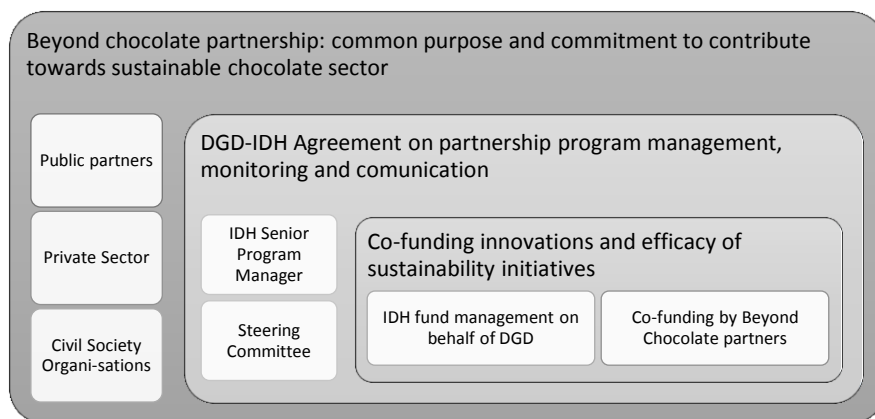 Beyond chocolate partnership: common purpose and commitment to contribute
towards sustainable chocolate sector
Public partners
Private Sector
Civil Society
Organi-sations
DGD-IDH Agreement on partnership program management,
monitoring and comunication
IDH Senior
Program
Manager
Steering
Committee
Co-funding innovations and efficacy of
sustainability initiatives
IDH fund management on
behalf of DGD
Co-funding by Beyond
Chocolate partners